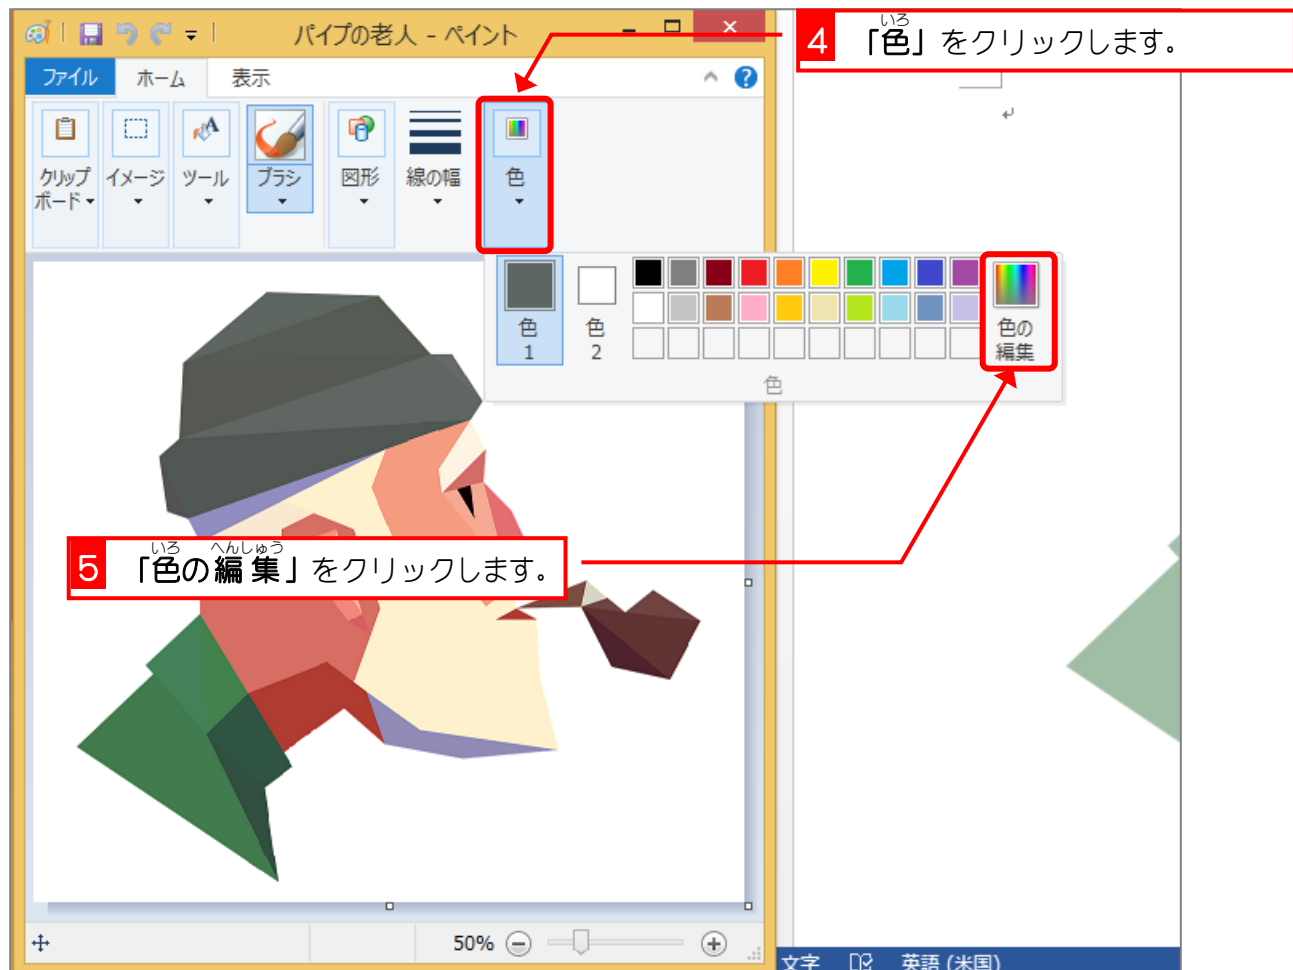 パイプの老人 - ペイント
4 「色」をクリックします。
いろ
ファイル ホーム 表示
クリップ
ボード
イメージ
ツール
ブラシ
図形
線の幅
色
色
1
色
2
色の
編集
色
いろ へんしゅう
5 「色の編集」をクリックします。
50%
文字 英語 (米国)